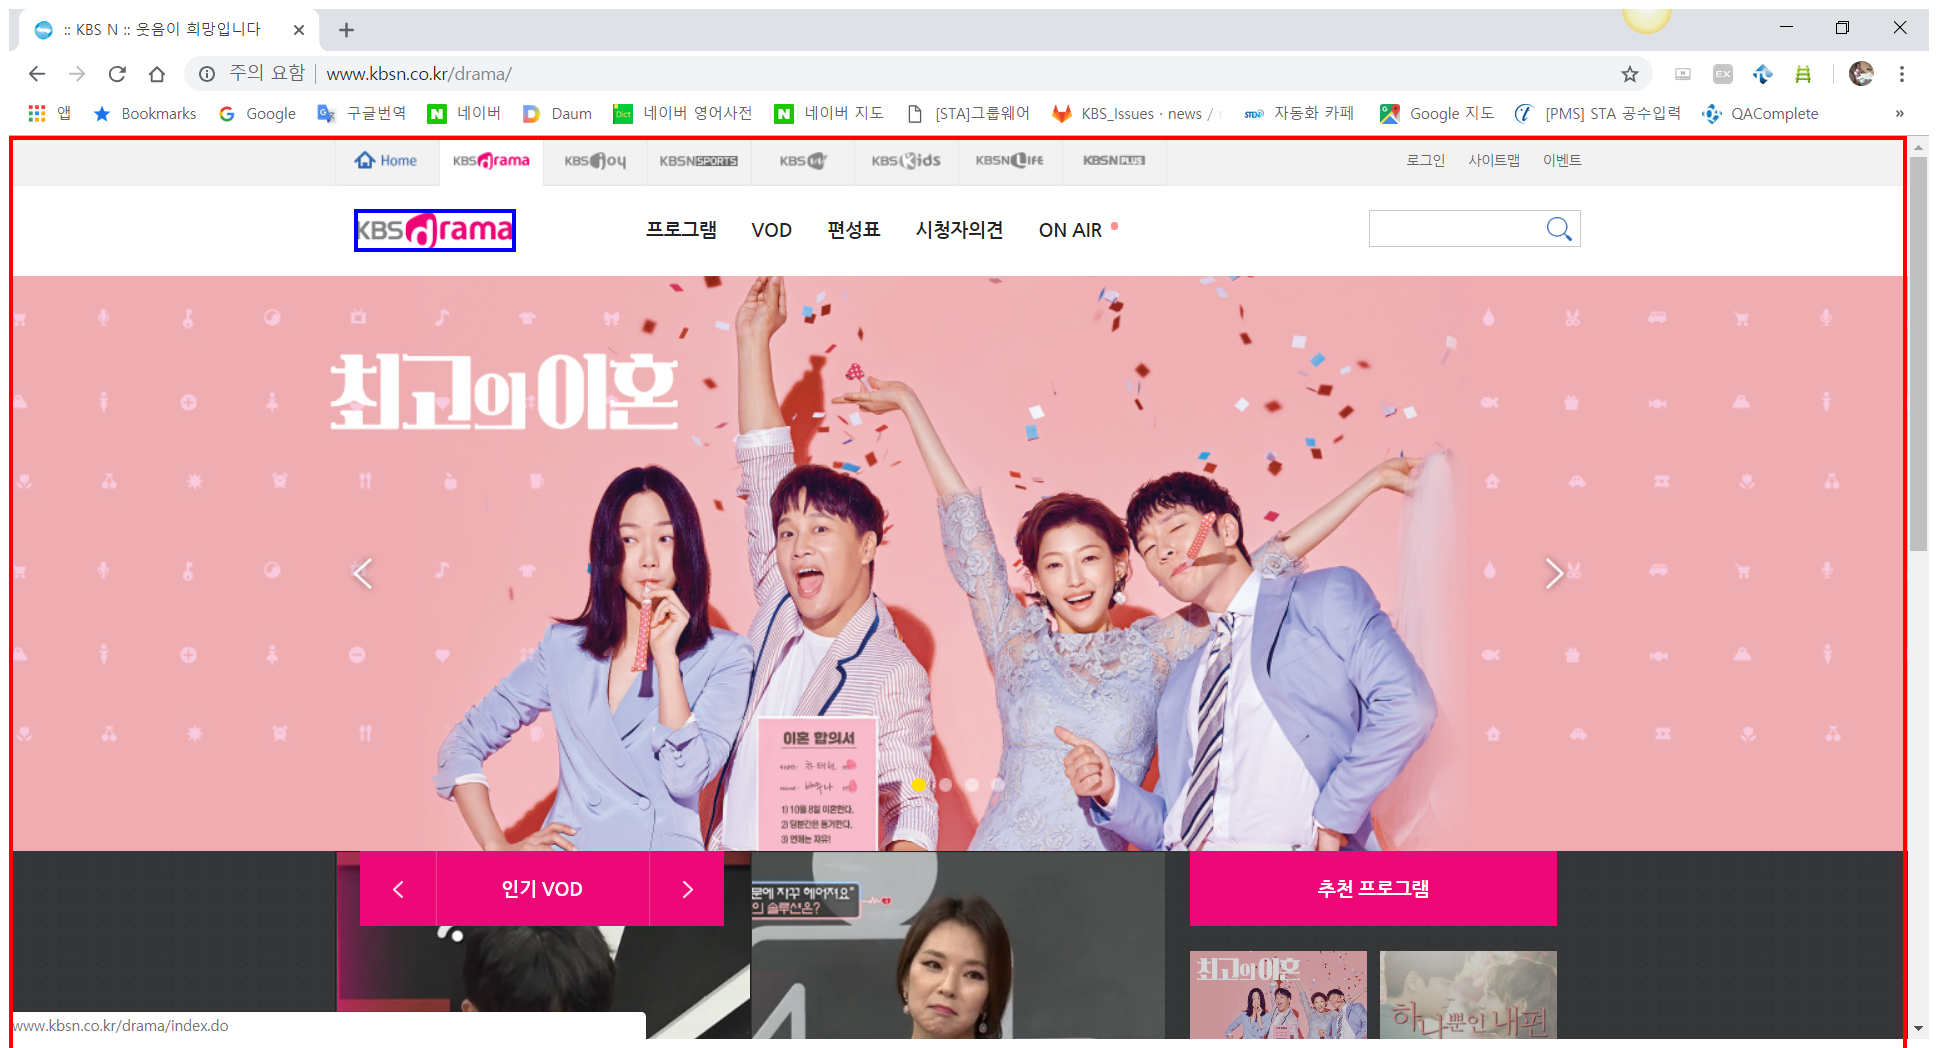 :: KBS N :: 웃음이 희망입니다
주의 요함 www.kbsn.co.kr/drama/
앱 Bookmarks Google 구글번역 네이버 Daum 네이버 영어사전 네이버 지도 [STA]그룹웨어 KBS_Issues · news / 자동화 카페 Google 지도 [PMS] STA 공수입력 QAComplete »
Home KBS drama KBS joy KBSN SPORTS KBS KBS Kids KBSN LIFE KBSN PLUS 로그인 사이트맵 이벤트
KBS drama 프로그램 VOD 편성표 시청자의견 ON AIR
최고의 이혼
이혼 합의서
차태현
배두나
1) 10월 8일 이혼한다.
2) 당분간은 동거한다.
3) 연애는 자유!
인기 VOD 추천 프로그램
문에 자꾸 헤어져요"
의 솔루션은?
최고의 이혼 하나뿐인 내편
www.kbsn.co.kr/drama/index.do